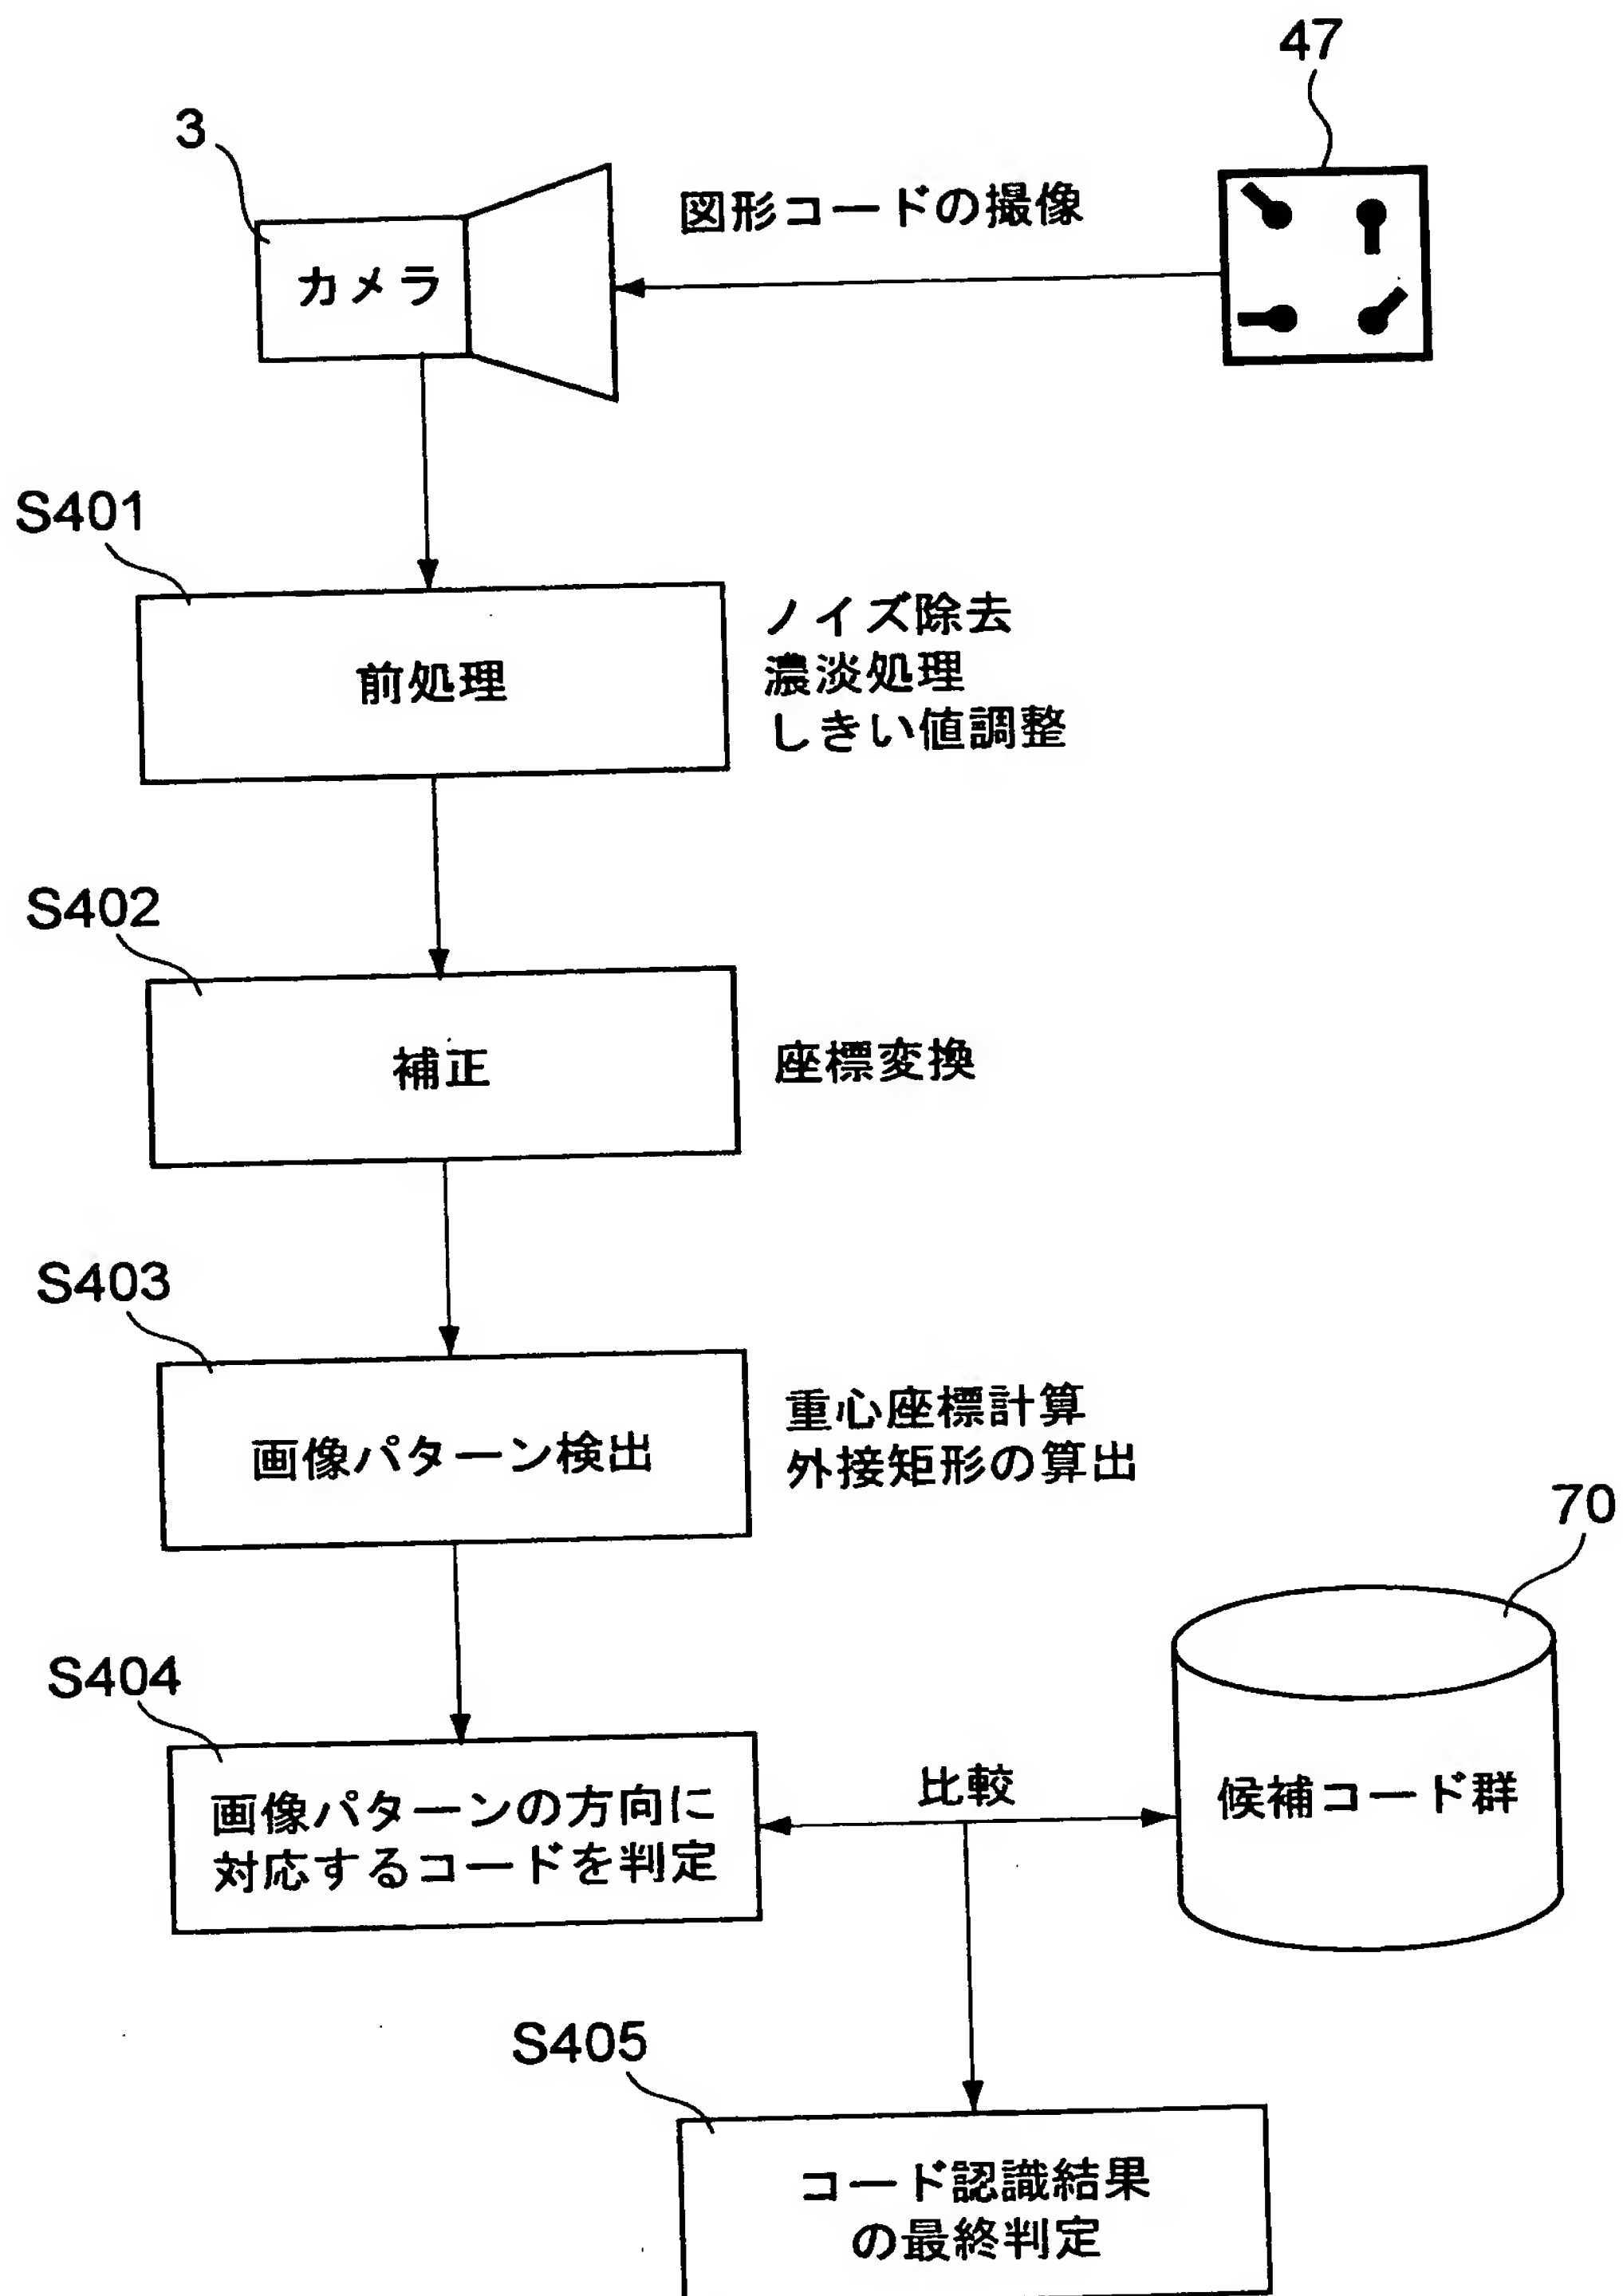 47
3
図形コードの撮像
カメラ
S401
ノイズ除去
前処理
濃淡処理
しきい値調整
S402
補正
座標変換
S403
重心座標計算
画像パターン検出
外接矩形の算出
70
S404
比較
画像パターンの方向に
対応するコードを判定
候補コード群
S405
コード認識結果
の最終判定